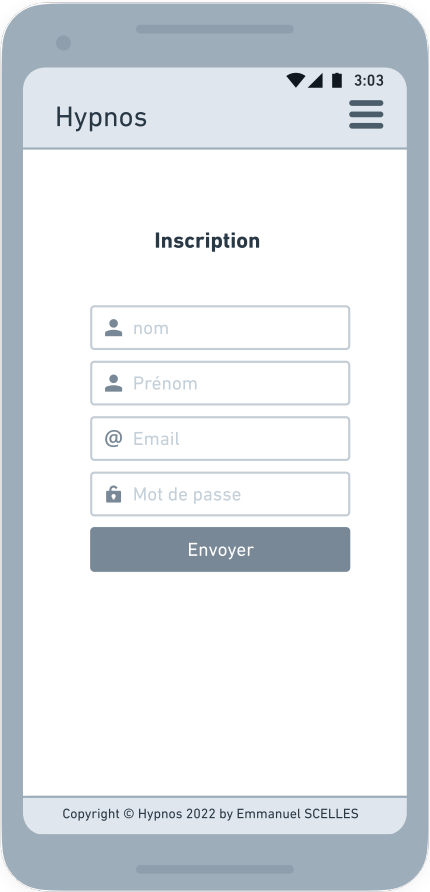 3:03
Hypnos
Inscription
nom
Prénom
@ Email
Mot de passe
Envoyer
Copyright © Hypnos 2022 by Emmanuel SCELLES